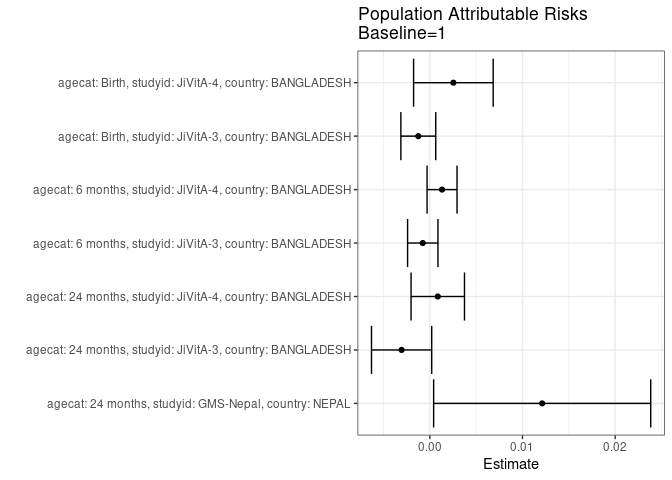 Population Attributable Risks
Baseline=1
agecat: Birth, studyid: JiVitA-4, country: BANGLADESH
agecat: Birth, studyid: JiVitA-3, country: BANGLADESH
agecat: 6 months, studyid: JiVitA-4, country: BANGLADESH
agecat: 6 months, studyid: JiVitA-3, country: BANGLADESH
agecat: 24 months, studyid: JiVitA-4, country: BANGLADESH
agecat: 24 months, studyid: JiVitA-3, country: BANGLADESH
agecat: 24 months, studyid: GMS-Nepal, country: NEPAL
0.00 0.01 0.02
Estimate